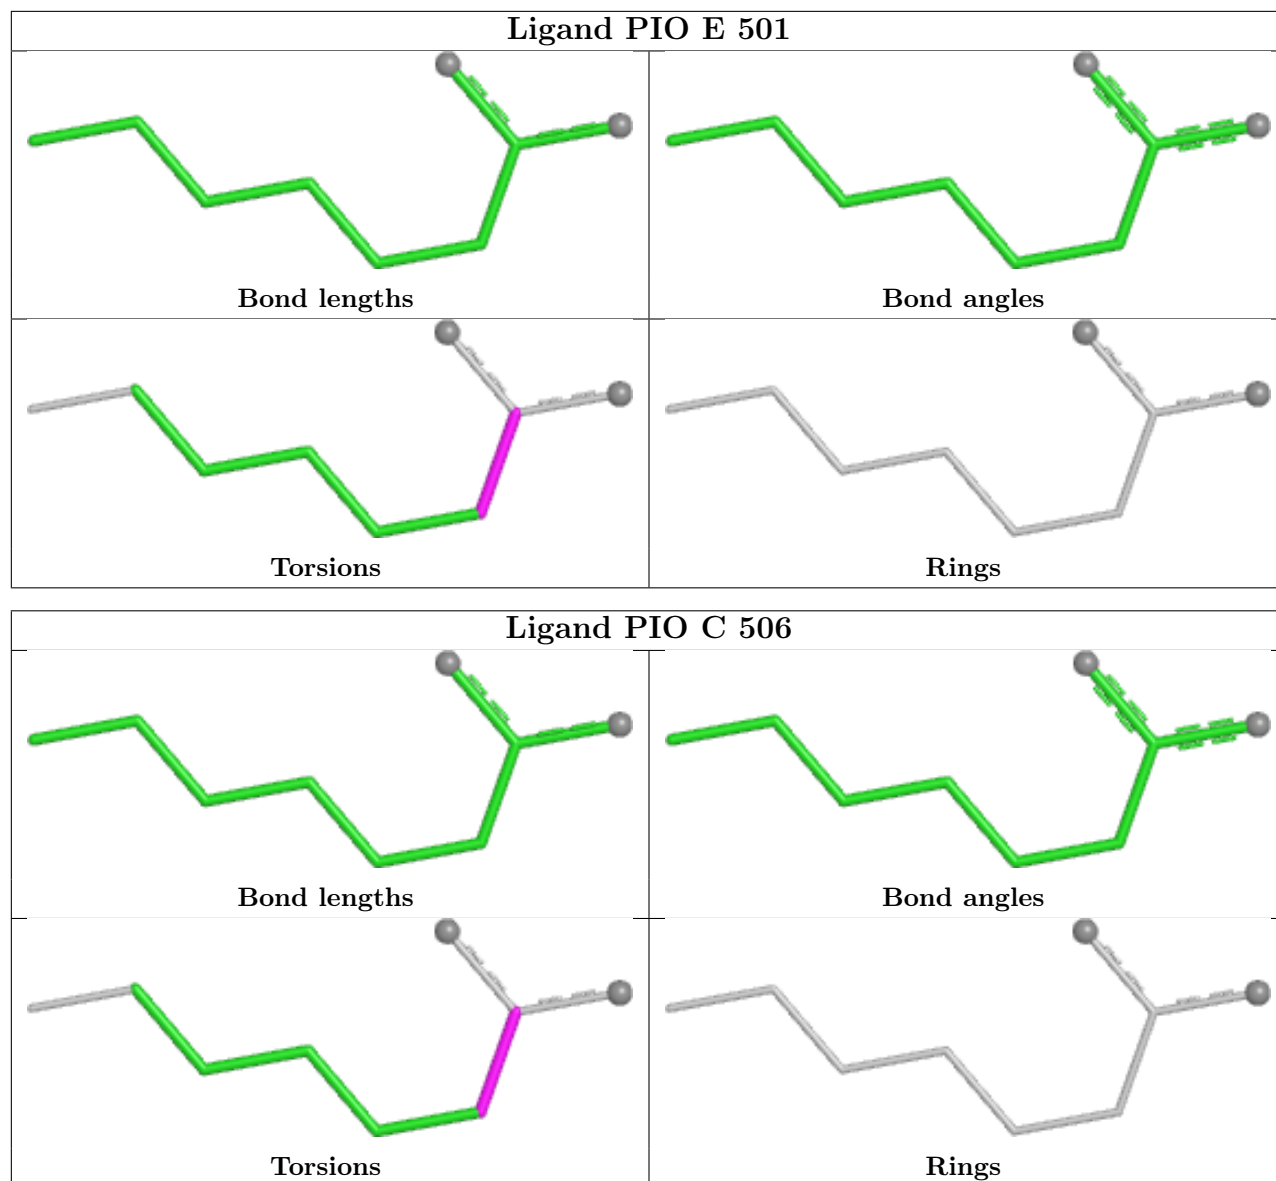 Ligand PIO E 501
Bond lengths
Bond angles
Torsions
Rings
Ligand PIO C 506
Bond lengths
Bond angles
Torsions
Rings